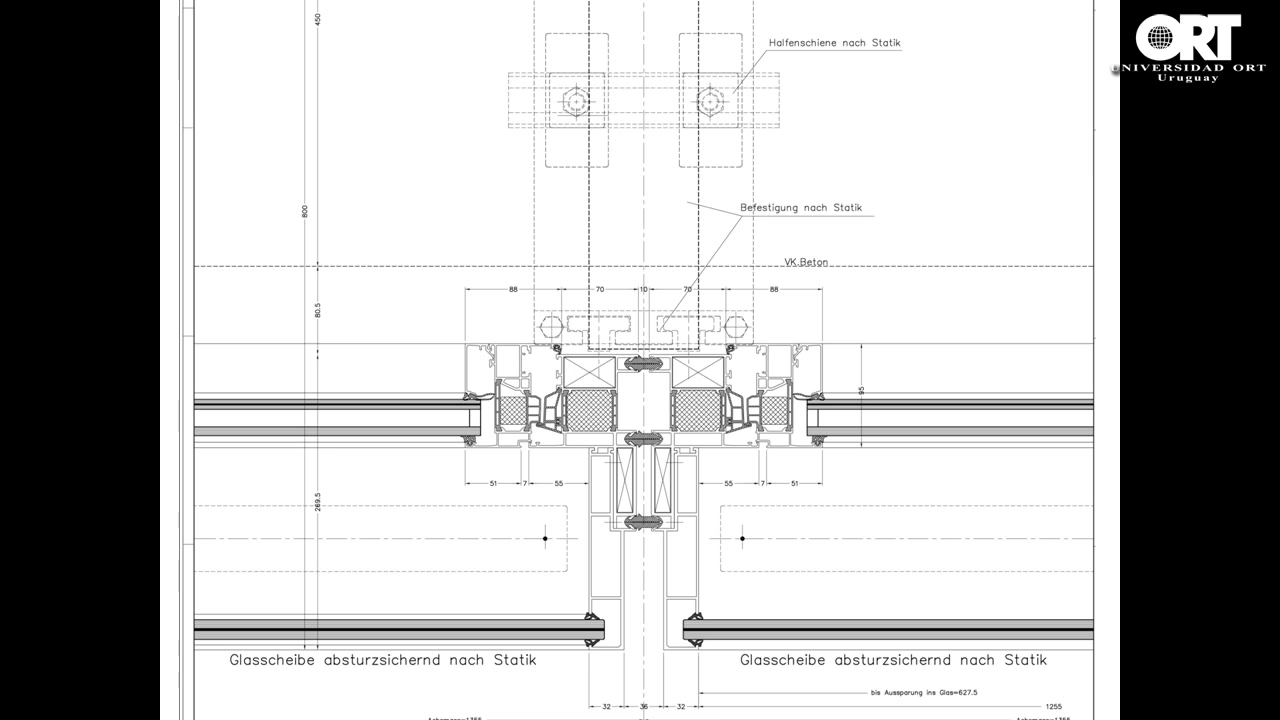 450
ORT
UNIVERSIDAD ORT
Uruguay
Halfenschiene nach Statik
800
Befestigung nach Statik
VK.Beton
88
70
10
70
88
80.5
95
51
7
55
55
7
51
269.5
Glasscheibe absturzsichernd nach Statik
Glasscheibe absturzsichernd nach Statik
bis Aussparung ins Glas=627.5
32
36
32
1255